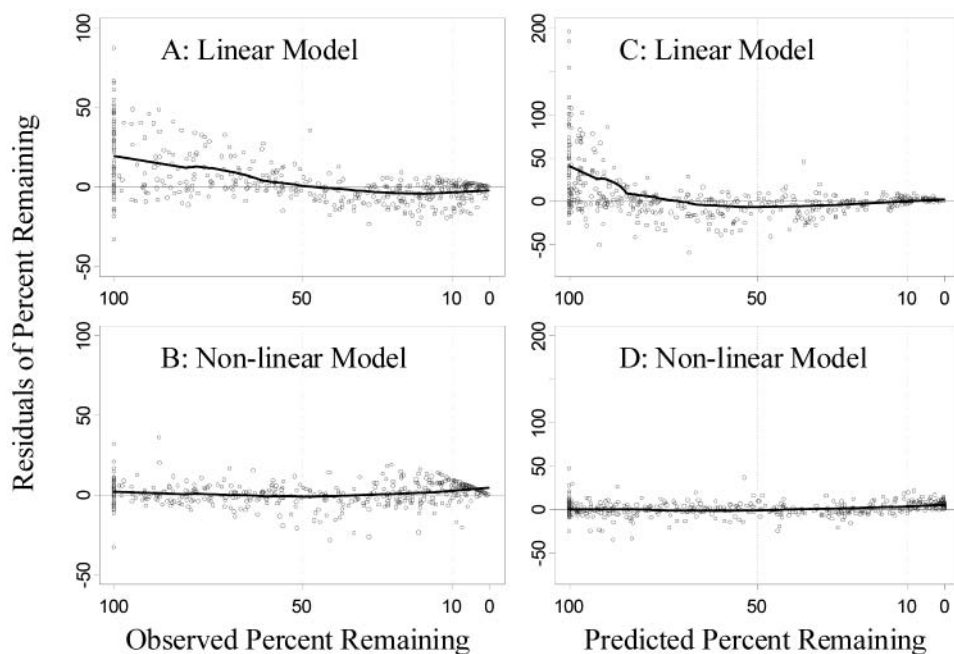 Residuals of Percent Remaining
A: Linear Model
100
50
0
-50
100 50 10 0
C: Linear Model
200
150
100
50
0
-50
100 50 10 0
B: Non-linear Model
100
50
0
-50
100 50 10 0
Observed Percent Remaining
D: Non-linear Model
200
150
100
50
0
-50
100 50 10 0
Predicted Percent Remaining